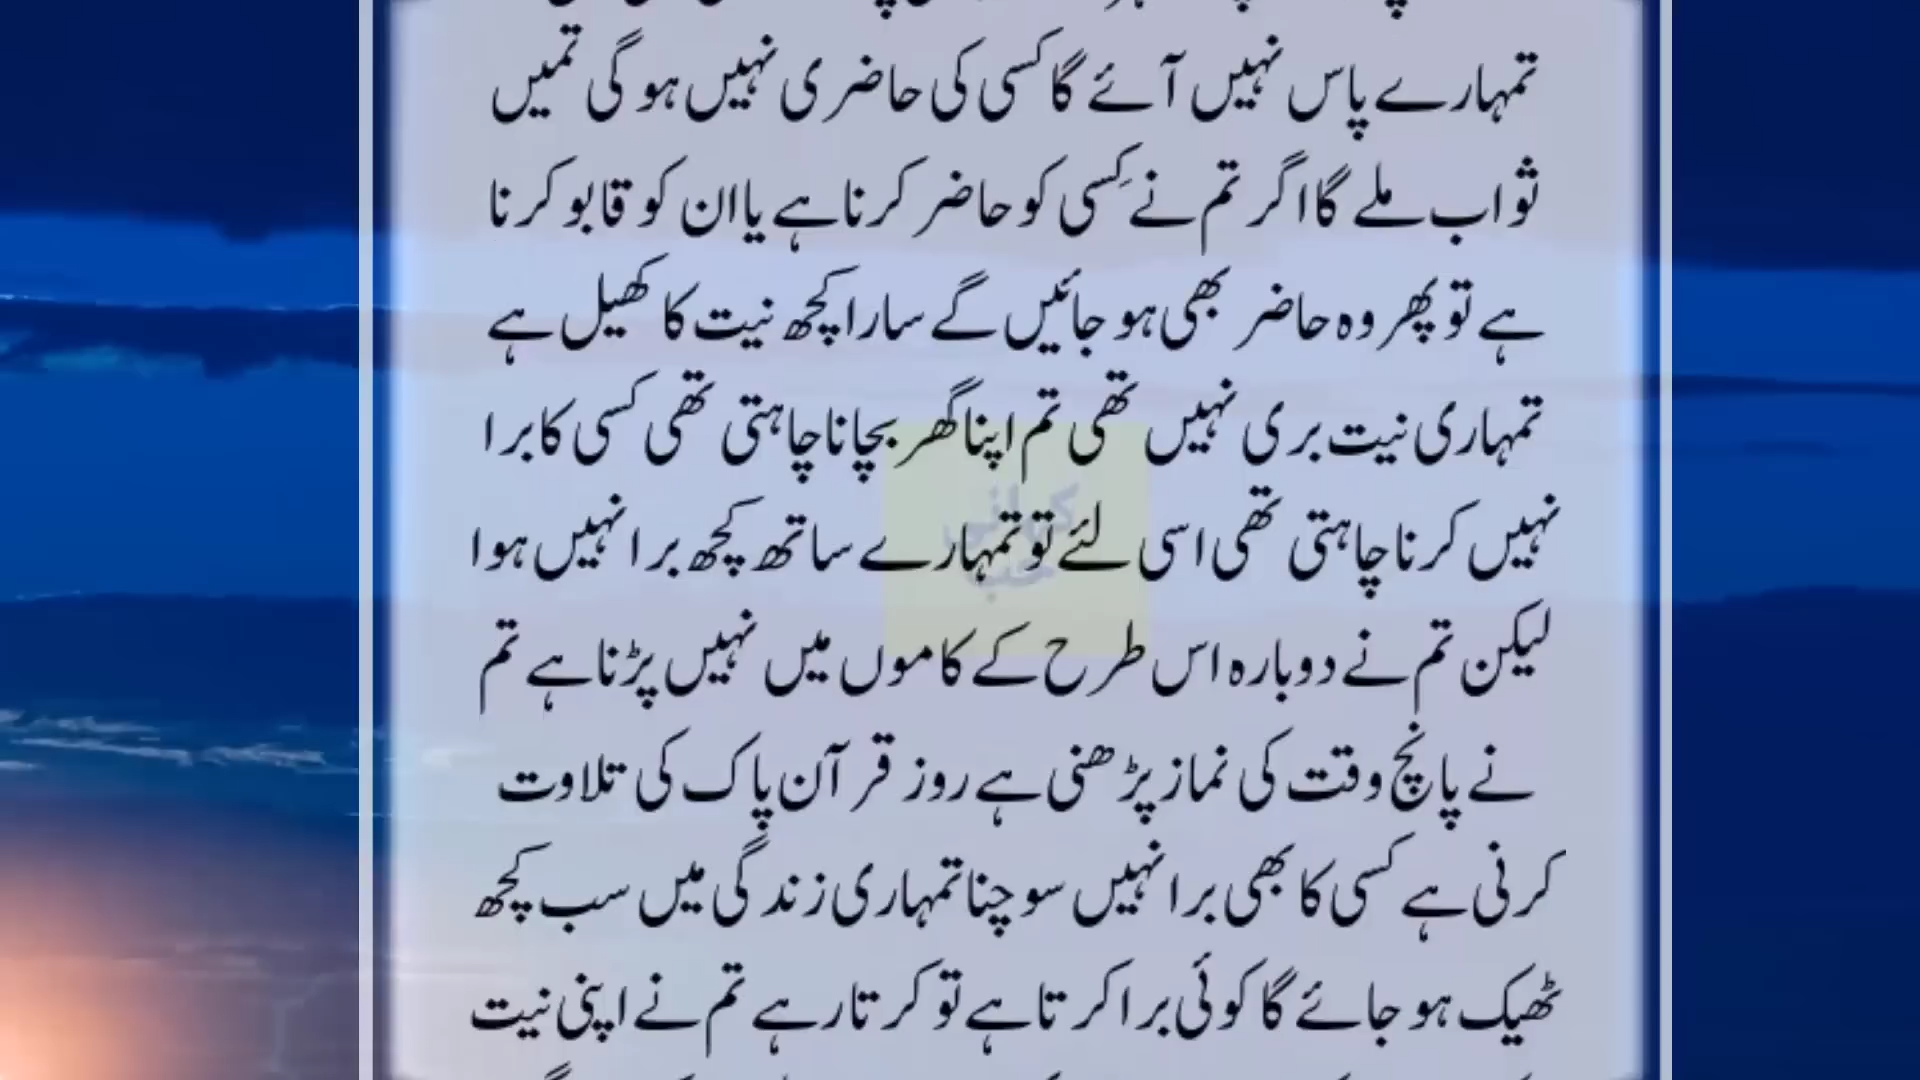 تمہارے پاس نہیں آئے گا کسی کی حاضری نہیں ہوگی تمیں
ثواب ملے گا اگر تم نے کِسی کو حاضر کرنا ہے یا ان کو قابو کرنا
ہے تو پھر وہ حاضر بھی ہو جائیں گے سارا کچھ نیت کا کھیل ہے
تمہاری نیت بری نہیں تھی تم اپنا گھر بچانا چاہتی تھی کسی کا برا
نہیں کرنا چاہتی تھی اسی لئے تو تمہارے ساتھ کچھ برا نہیں ہوا
لیکن تم نے دوبارہ اس طرح کے کاموں میں نہیں پڑنا ہے تم
نے پانچ وقت کی نماز پڑھنی ہے روز قر آن پاک کی تلاوت
کرنی ہے کسی کا بھی برا نہیں سوچنا تمہاری زندگی میں سب کچھ
ٹھیک ہو جائے گا کوئی برا کرتا ہے تو کرتا رہے تم نے اپنی نیت